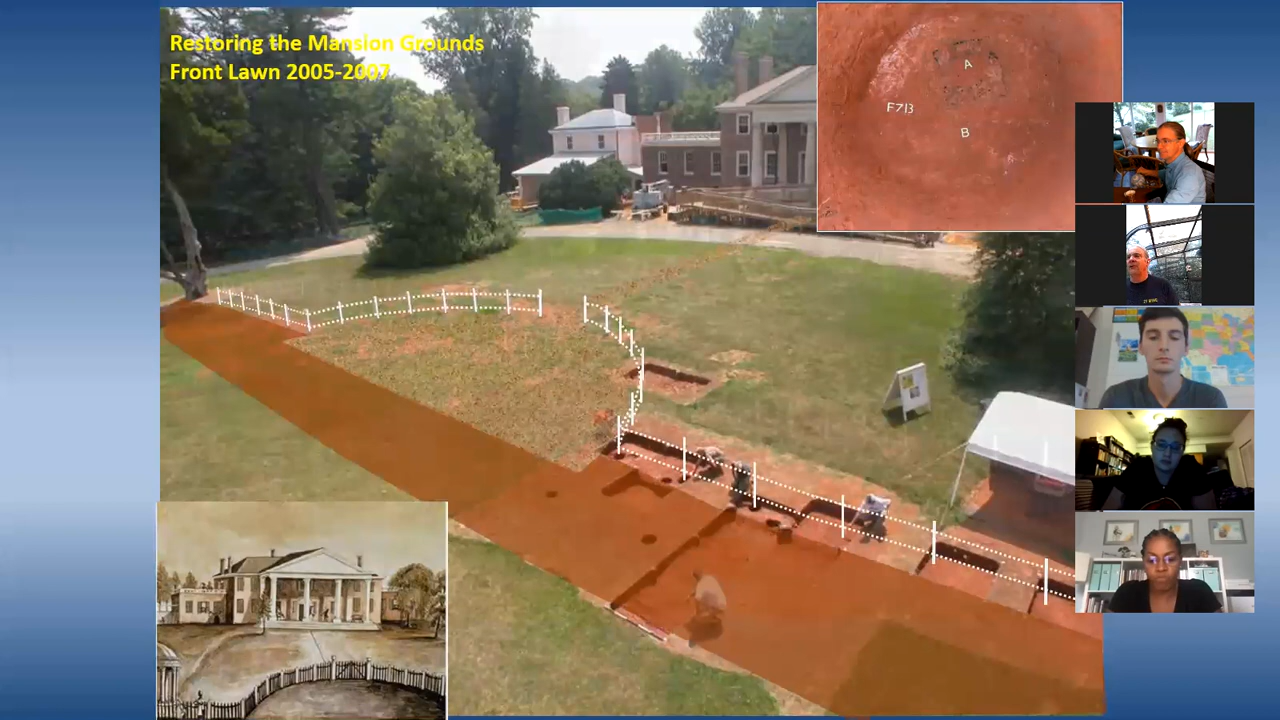 Restoring the Mansion Grounds
Front Lawn 2005-2007
A
F713
B